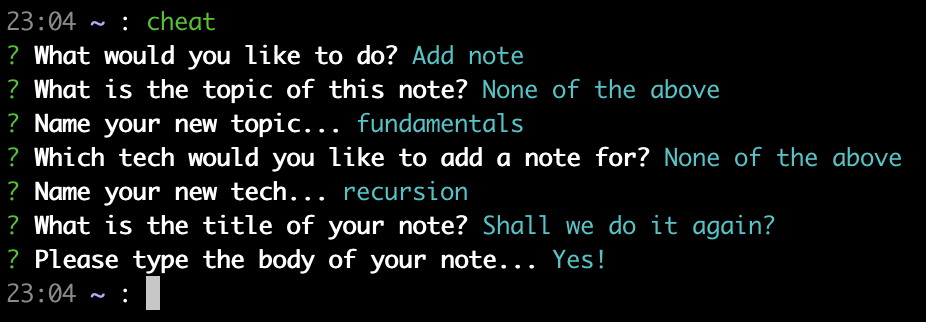 23:04 ~ : cheat
? What would you like to do? Add note
? What is the topic of this note? None of the above
? Name your new topic... fundamentals
? Which tech would you like to add a note for? None of the above
? Name your new tech... recursion
? What is the title of your note? Shall we do it again?
? Please type the body of your note... Yes!
23:04 ~ :